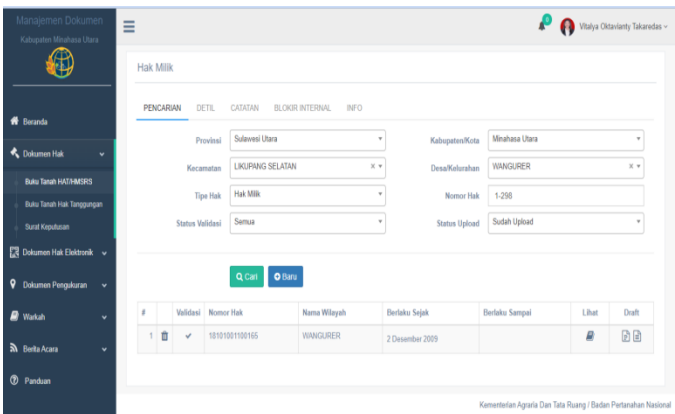 Manajemen Dokumen
Kabupaten Minahasa Utara
0
Vitalya Oktavianty Takaredas
Hak Milik
PENCARIAN DETIL CATATAN BLOKIR INTERNAL INFO
Beranda
Dokumen Hak
Buku Tanah HAT/HMSRS
Buku Tanah Hak Tanggungan
Surat Keputusan
Dokumen Hak Elektronik
Dokumen Pengukuran
Warkah
Berita Acara
Panduan
Provinsi Sulawesi Utara Kabupaten/Kota Minahasa Utara
Kecamatan LIKUPANG SELATAN × Desa/Kelurahan WANGURER ×
Tipe Hak Hak Milik Nomor Hak 1-298
Status Validasi Semua Status Upload Sudah Upload
Cari Baru
# Validasi Nomor Hak Nama Wilayah Berlaku Sejak Berlaku Sampai Lihat Draft
1 18101001100165 WANGURER 2 Desember 2009
Kementerian Agraria Dan Tata Ruang / Badan Pertanahan Nasional